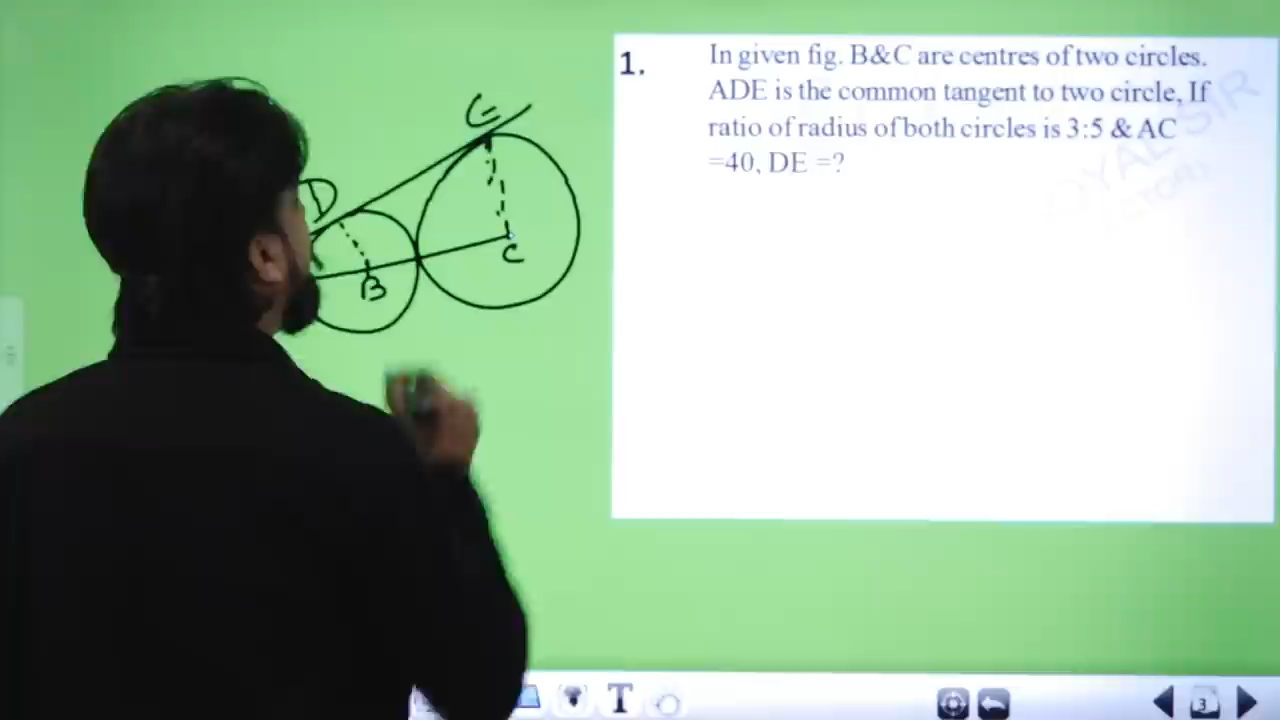 1. In given fig. B&C are centres of two circles.
ADE is the common tangent to two circle, If
ratio of radius of both circles is 3:5 & AC
=40, DE =?
E
D
B
C
T
3